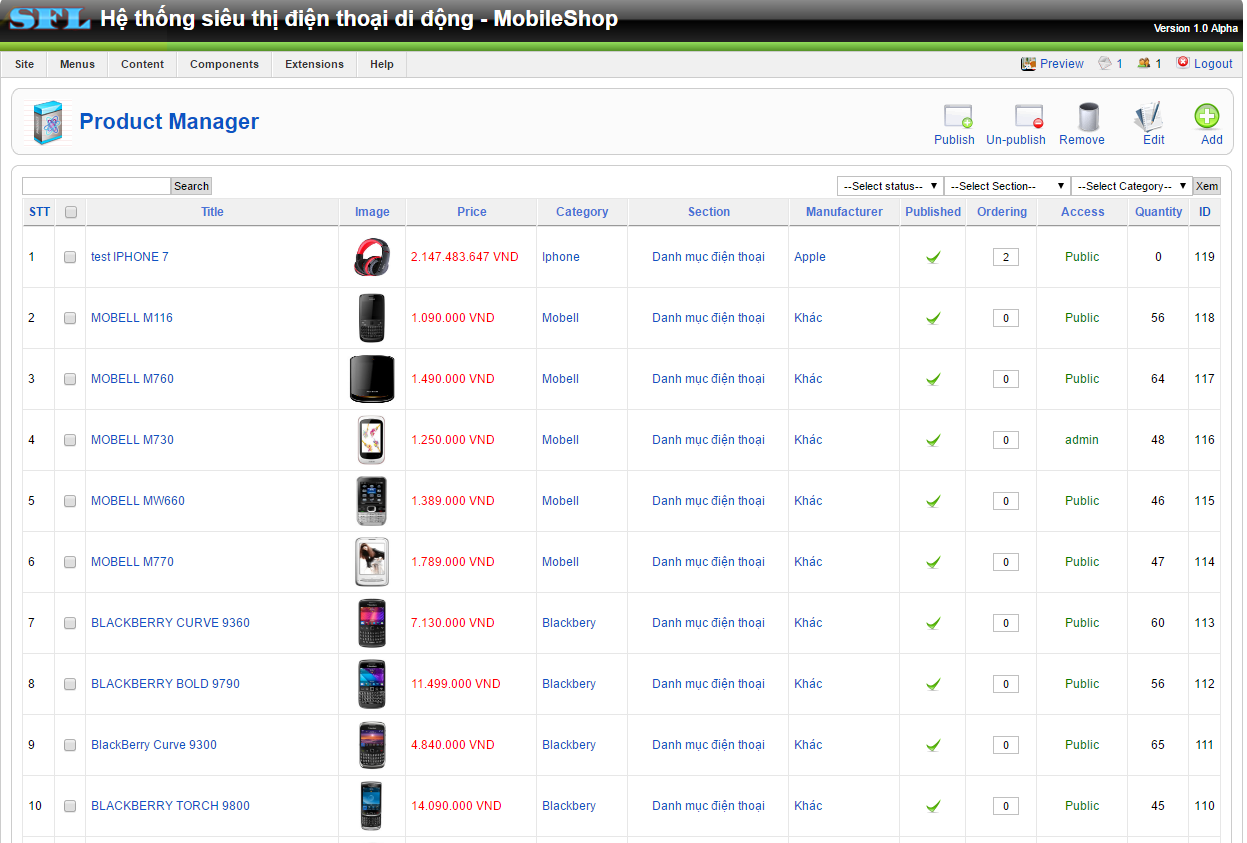 SFL Hệ thống siêu thị điện thoại di động - MobileShop
Version 1.0 Alpha
Site Menus Content Components Extensions Help Preview 1 1 Logout
Product Manager
Publish Un-publish Remove Edit Add
Search --Select status-- --Select Section-- --Select Category-- Xem
STT Title Image Price Category Section Manufacturer Published Ordering Access Quantity ID
1 test IPHONE 7 2.147.483.647 VND Iphone Danh mục điện thoại Apple 2 Public 0 119
2 MOBELL M116 1.090.000 VND Mobell Danh mục điện thoại Khác 0 Public 56 118
3 MOBELL M760 1.490.000 VND Mobell Danh mục điện thoại Khác 0 Public 64 117
4 MOBELL M730 1.250.000 VND Mobell Danh mục điện thoại Khác 0 admin 48 116
5 MOBELL MW660 1.389.000 VND Mobell Danh mục điện thoại Khác 0 Public 46 115
6 MOBELL M770 1.789.000 VND Mobell Danh mục điện thoại Khác 0 Public 47 114
7 BLACKBERRY CURVE 9360 7.130.000 VND Blackbery Danh mục điện thoại Khác 0 Public 60 113
8 BLACKBERRY BOLD 9790 11.499.000 VND Blackbery Danh mục điện thoại Khác 0 Public 56 112
9 BlackBerry Curve 9300 4.840.000 VND Blackbery Danh mục điện thoại Khác 0 Public 65 111
10 BLACKBERRY TORCH 9800 14.090.000 VND Blackbery Danh mục điện thoại Khác 0 Public 45 110